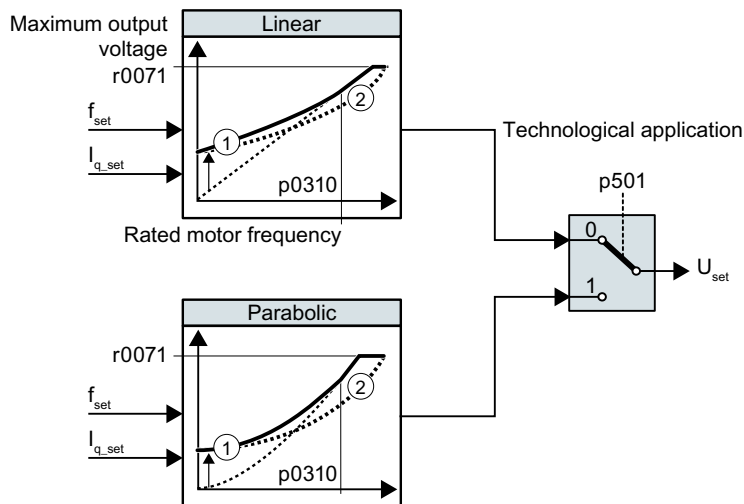 Maximum output
voltage
r0071
Linear
f_set
I_q_set
1
2
p0310
Rated motor frequency
Technological application
p501
0
1
U_set
Parabolic
r0071
f_set
I_q_set
1
2
p0310